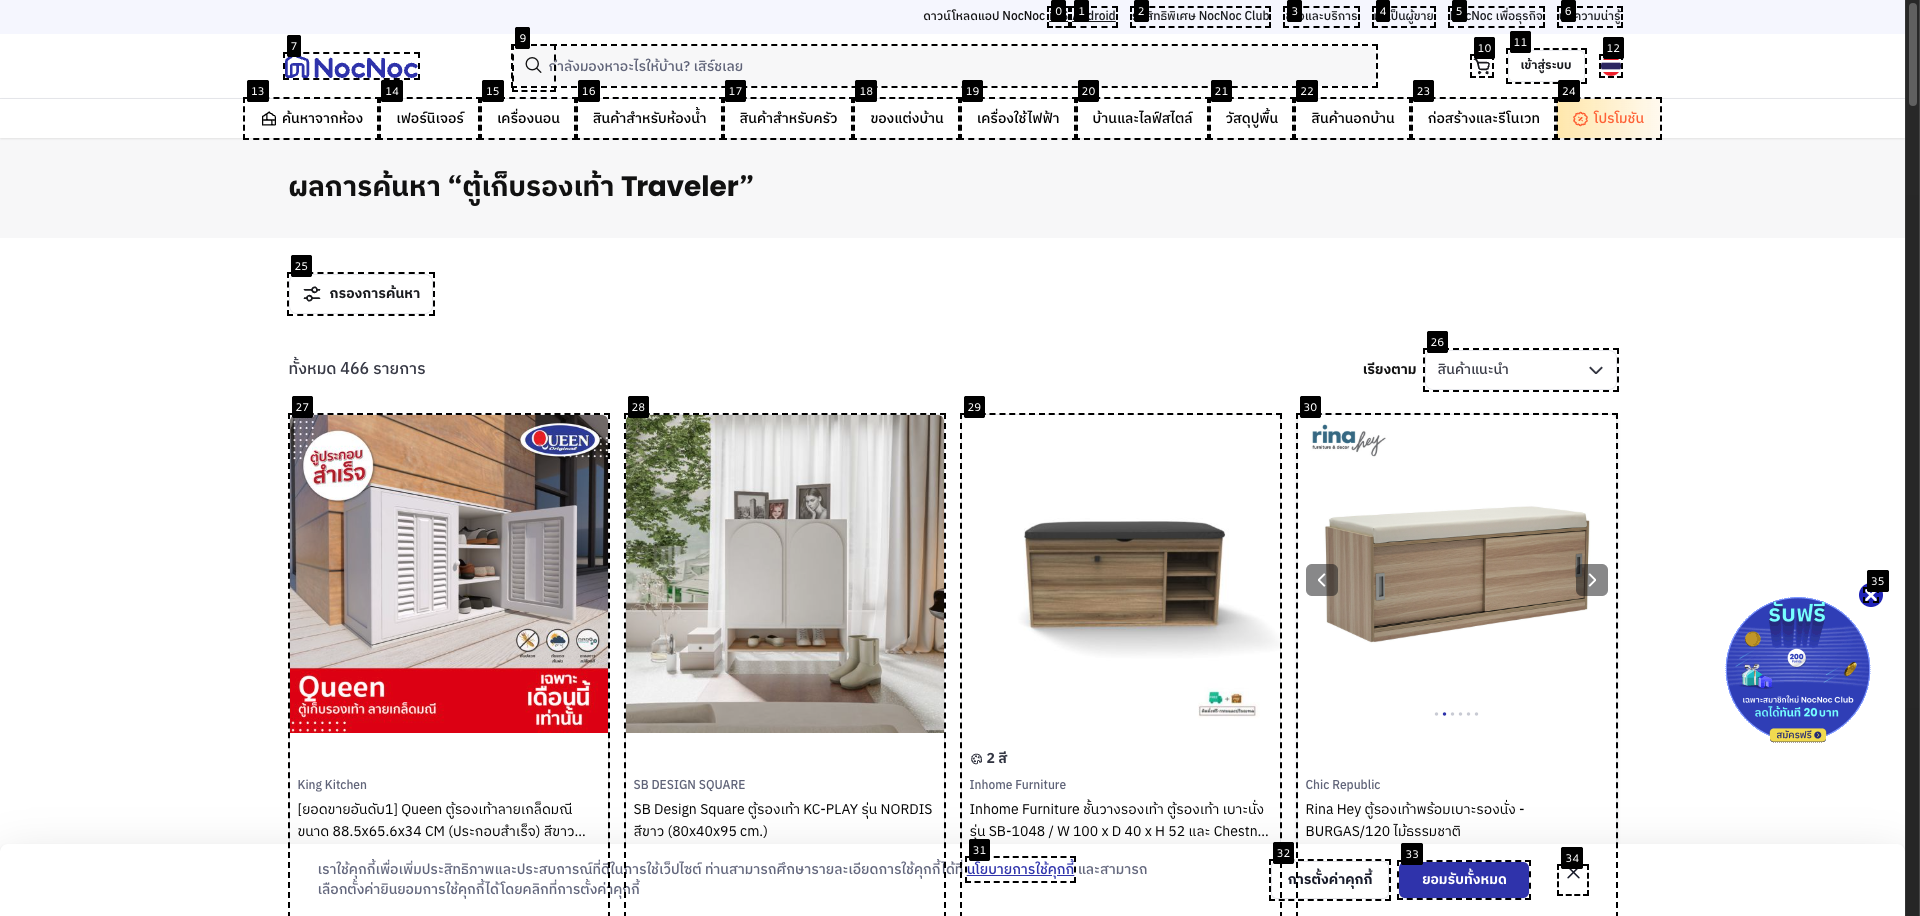 ดาวน์โหลดแอป NocNoc
NocNoc Club
และบริการ
NocNoc
กำลังมองหาอะไรให้บ้าน? เสิร์ชเลย
เข้าสู่ระบบ
ค้นหาจากห้อง
เฟอร์นิเจอร์
เครื่องนอน
สินค้าสำหรับห้องน้ำ
สินค้าสำหรับครัว
ของแต่งบ้าน
เครื่องใช้ไฟฟ้า
บ้านและไลฟ์สไตล์
วัสดุปูพื้น
สินค้านอกบ้าน
ก่อสร้างและรีโนเวท
โปรโมชัน
ผลการค้นหา “ตู้เก็บรองเท้า Traveler”
กรองการค้นหา
ทั้งหมด 466 รายการ
เรียงตาม
สินค้าแนะนำ
ตู้ประกอบ
สำเร็จ
QUEEN
Original
Queen
ตู้เก็บรองเท้า ลายเกล็ดมณี
เฉพาะ
เดือนนี้
เท่านั้น
King Kitchen
[ยอดขายอันดับ1] Queen ตู้รองเท้าลายเกล็ดมณี
ขนาด 88.5x65.6x34 CM (ประกอบสำเร็จ) สีขาว...
SB DESIGN SQUARE
SB Design Square ตู้รองเท้า KC-PLAY รุ่น NORDIS
สีขาว (80x40x95 cm.)
2 สี
Inhome Furniture
Inhome Furniture ชั้นวางรองเท้า ตู้รองเท้า เบาะนั่ง
รุ่น SB-1048 / W 100 x D 40 x H 52 และ Chestn...
rina hey
Chic Republic
Rina Hey ตู้รองเท้าพร้อมเบาะรองนั่ง -
BURGAS/120 ไม้ธรรมชาติ
รับฟรี
200
เฉพาะสมาชิกใหม่ NocNoc Club
ลดได้ทันที 20 บาท
สมัครฟรี
เราใช้คุกกี้เพื่อเพิ่มประสิทธิภาพและประสบการณ์ที่ดีในการใช้เว็ปไซต์ ท่านสามารถศึกษารายละเอียดการใช้คุกกี้ได้ที่ นโยบายการใช้คุกกี้ และสามารถ
เลือกตั้งค่ายินยอมการใช้คุกกี้ได้โดยคลิกที่การตั้งค่าคุกกี้
การตั้งค่าคุกกี้
ยอมรับทั้งหมด
0
1
2
3
4
5
6
7
9
10
11
12
13
14
15
16
17
18
19
20
21
22
23
24
25
26
27
28
29
30
31
32
33
34
35